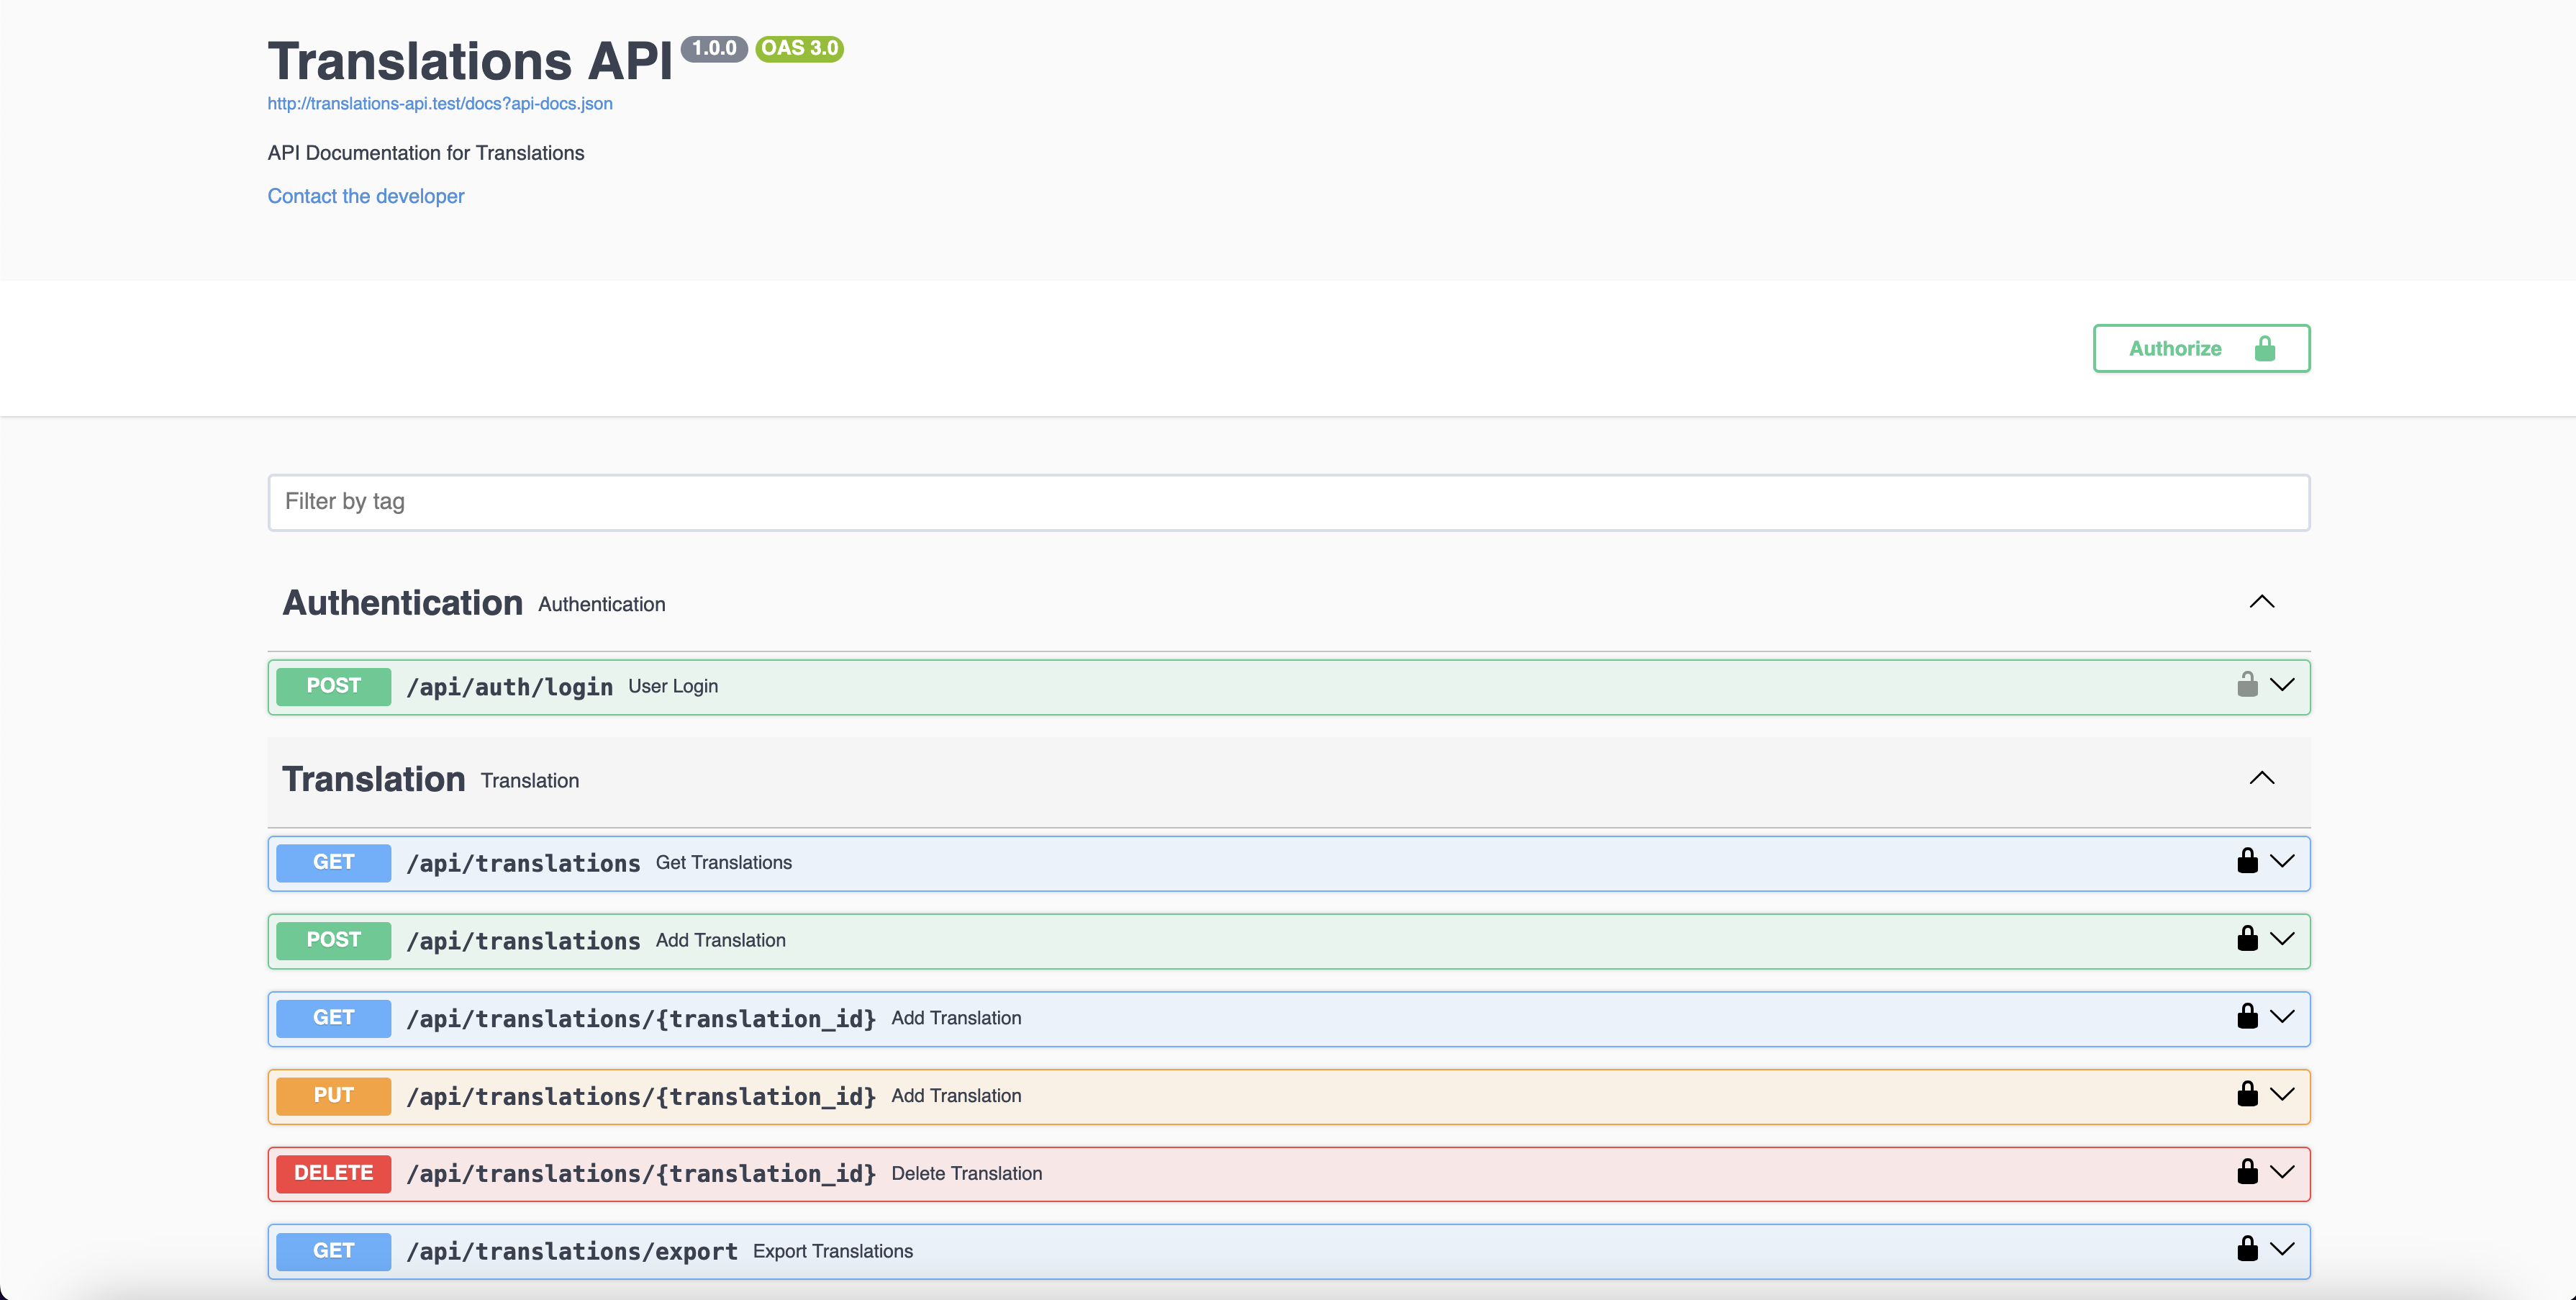 Translations API 1.0.0 OAS 3.0
http://translations-api.test/docs?api-docs.json
API Documentation for Translations
Contact the developer
Authorize
Filter by tag
Authentication Authentication
POST /api/auth/login User Login
Translation Translation
GET /api/translations Get Translations
POST /api/translations Add Translation
GET /api/translations/{translation_id} Add Translation
PUT /api/translations/{translation_id} Add Translation
DELETE /api/translations/{translation_id} Delete Translation
GET /api/translations/export Export Translations